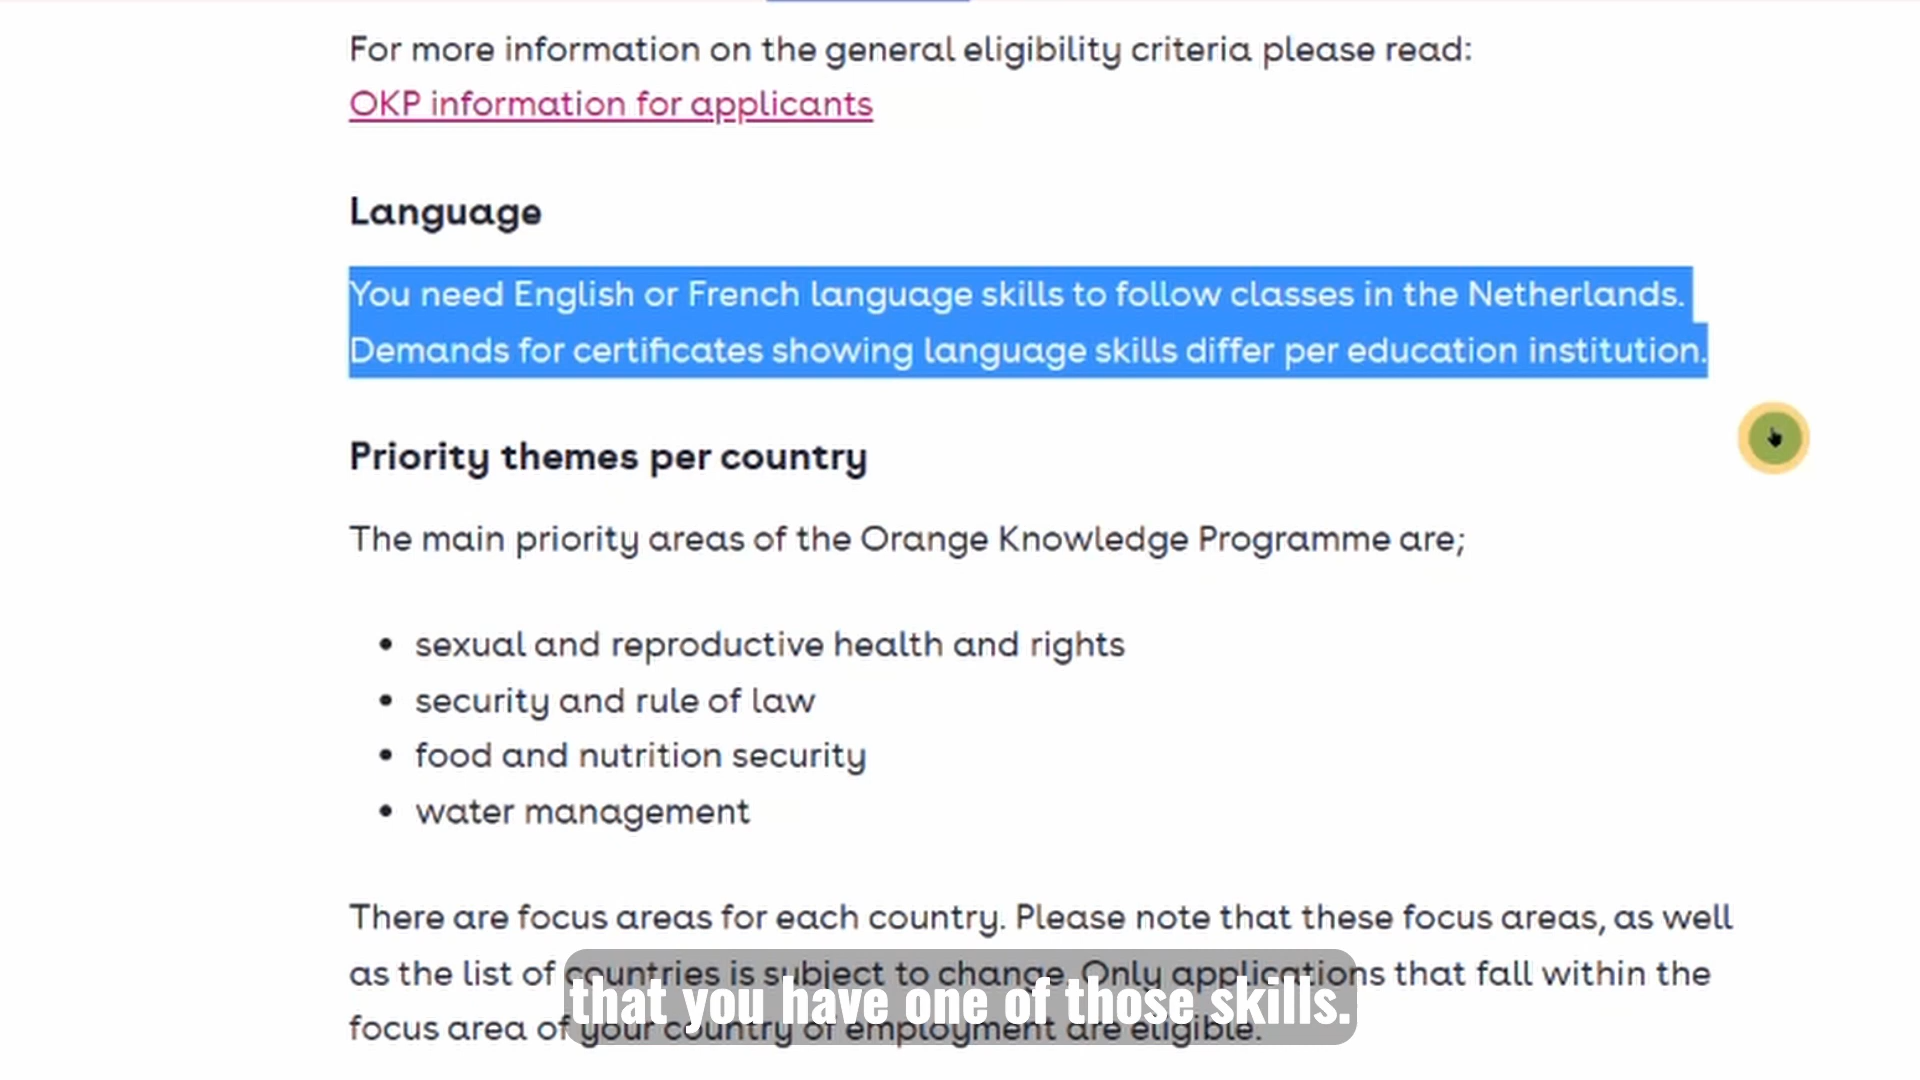 For more information on the general eligibility criteria please read:
OKP information for applicants
Language
You need English or French language skills to follow classes in the Netherlands.
Demands for certificates showing language skills differ per education institution.
Priority themes per country
The main priority areas of the Orange Knowledge Programme are;
• sexual and reproductive health and rights
• security and rule of law
• food and nutrition security
• water management
There are focus areas for each country. Please note that these focus areas, as well
as the list of countries is subject to change. Only applications that fall within the
that you have one of those skills.
focus area of your country of employment are eligible.